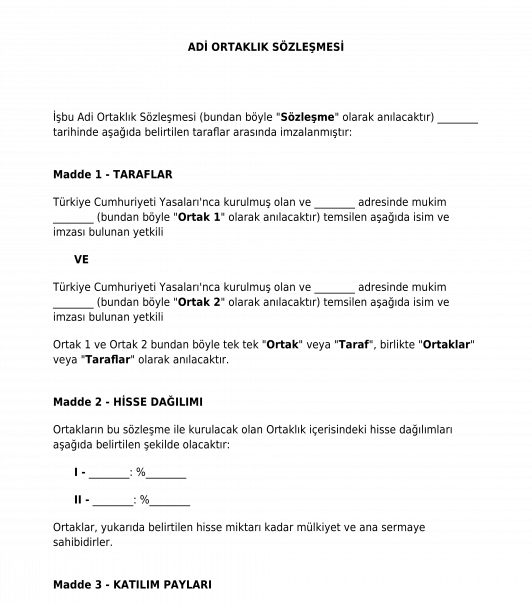 ADİ ORTAKLIK SÖZLEŞMESİ
İşbu Adi Ortaklık Sözleşmesi (bundan böyle "Sözleşme" olarak anılacaktır) ________
tarihinde aşağıda belirtilen taraflar arasında imzalanmıştır:
Madde 1 - TARAFLAR
Türkiye Cumhuriyeti Yasaları'nca kurulmuş olan ve ________ adresinde mukim
________ (bundan böyle "Ortak 1" olarak anılacaktır) temsilen aşağıda isim ve
imzası bulunan yetkili
VE
Türkiye Cumhuriyeti Yasaları'nca kurulmuş olan ve ________ adresinde mukim
________ (bundan böyle "Ortak 2" olarak anılacaktır) temsilen aşağıda isim ve
imzası bulunan yetkili
Ortak 1 ve Ortak 2 bundan böyle tek tek "Ortak" veya "Taraf", birlikte "Ortaklar"
veya "Taraflar" olarak anılacaktır.
Madde 2 - HİSSE DAĞILIMI
Ortakların bu sözleşme ile kurulacak olan Ortaklık içerisindeki hisse dağılımları
aşağıda belirtilen şekilde olacaktır:
I - ________: %________
II - ________: %________
Ortaklar, yukarıda belirtilen hisse miktarı kadar mülkiyet ve ana sermaye
sahibidirler.
Madde 3 - KATILIM PAYLARI